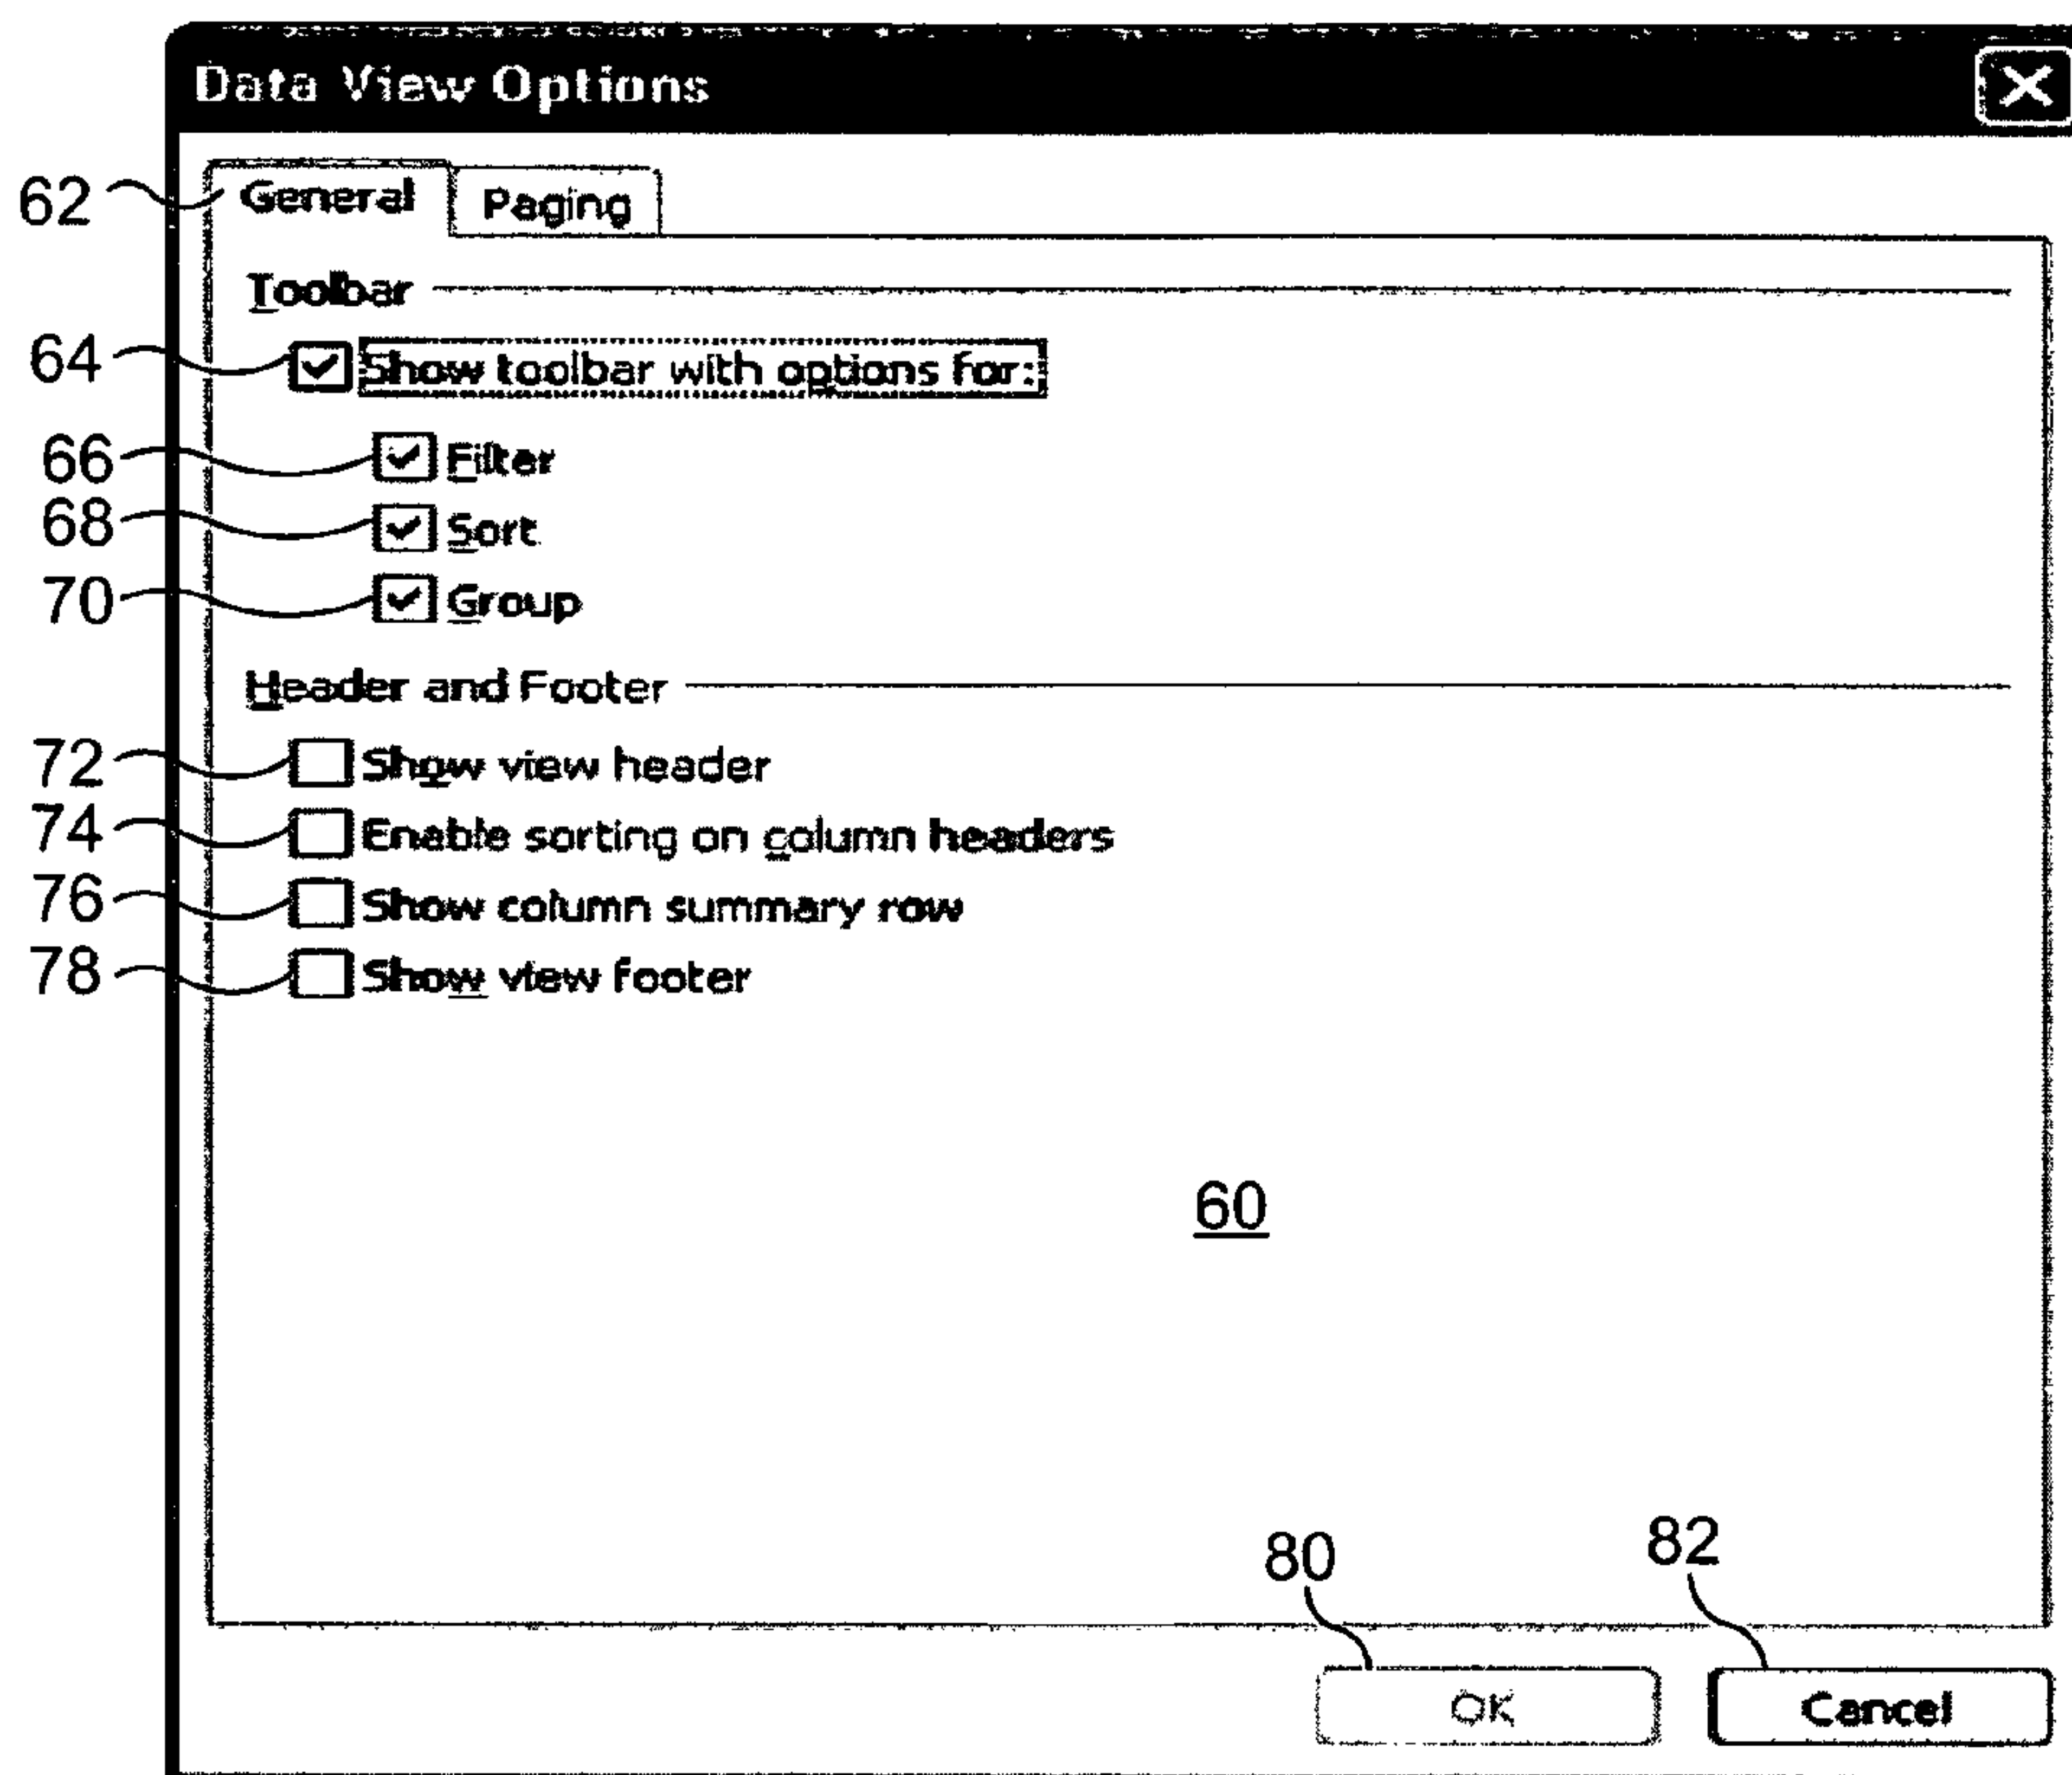 Data View Options
62 General Paging
Toolbar
64 Show toolbar with options for:
66 Filter
68 Sort
70 Group
Header and Footer
72 Show view header
74 Enable sorting on column headers
76 Show column summary row
78 Show view footer
60
80 82
OK Cancel